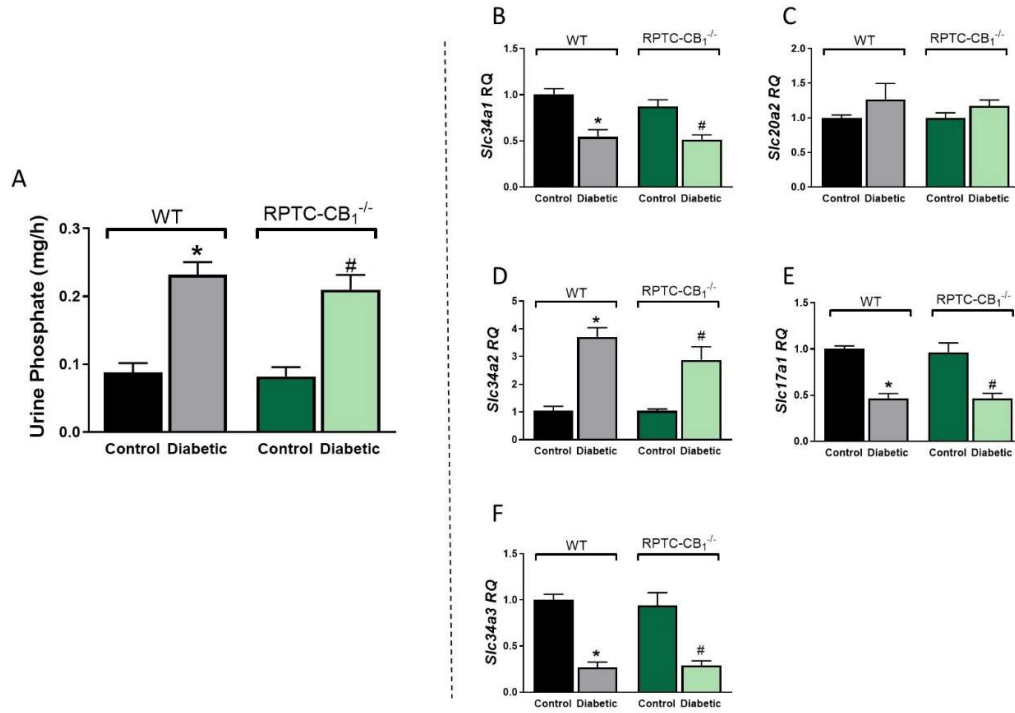 A
Urine Phosphate (mg/h)
WT
RPTC-CB₁⁻/⁻
0.3
0.2
0.1
0.0
*
#
Control Diabetic Control Diabetic
B
Slc34a1 RQ
WT
RPTC-CB₁⁻/⁻
1.5
1.0
0.5
0.0
*
#
Control Diabetic Control Diabetic
C
Slc20a2 RQ
WT
RPTC-CB₁⁻/⁻
2.0
1.5
1.0
0.5
0.0
Control Diabetic Control Diabetic
D
Slc34a2 RQ
WT
RPTC-CB₁⁻/⁻
5
4
3
2
1
0
*
#
Control Diabetic Control Diabetic
E
Slc17a1 RQ
WT
RPTC-CB₁⁻/⁻
1.5
1.0
0.5
0.0
*
#
Control Diabetic Control Diabetic
F
Slc34a3 RQ
WT
RPTC-CB₁⁻/⁻
1.5
1.0
0.5
0.0
*
#
Control Diabetic Control Diabetic